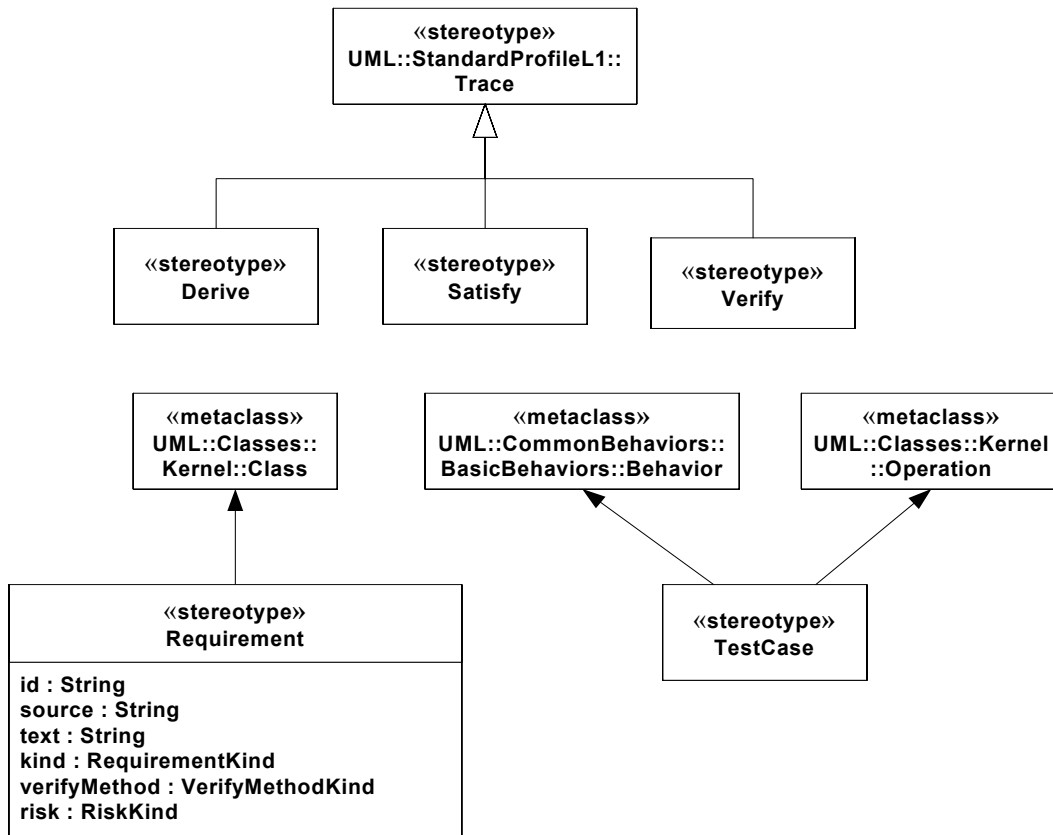 «stereotype»
UML::StandardProfileL1::
Trace
«stereotype»
Derive
«stereotype»
Satisfy
«stereotype»
Verify
«metaclass»
UML::Classes::
Kernel::Class
«metaclass»
UML::CommonBehaviors::
BasicBehaviors::Behavior
«metaclass»
UML::Classes::Kernel
::Operation
«stereotype»
Requirement
id : String
source : String
text : String
kind : RequirementKind
verifyMethod : VerifyMethodKind
risk : RiskKind
«stereotype»
TestCase